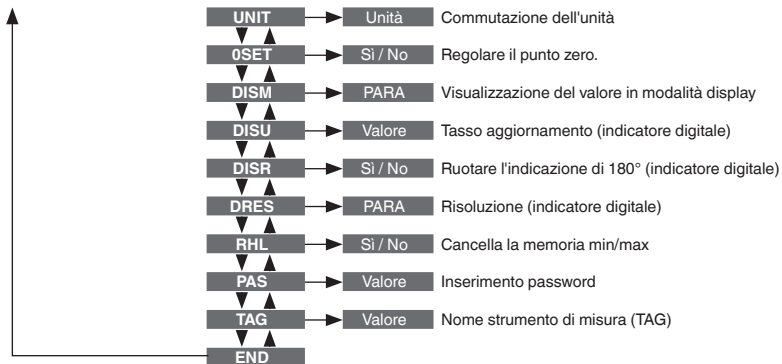 UNIT Unità Commutazione dell'unità
0SET Sì / No Regolare il punto zero.
DISM PARA Visualizzazione del valore in modalità display
DISU Valore Tasso aggiornamento (indicatore digitale)
DISR Sì / No Ruotare l'indicazione di 180° (indicatore digitale)
DRES PARA Risoluzione (indicatore digitale)
RHL Sì / No Cancella la memoria min/max
PAS Valore Inserimento password
TAG Valore Nome strumento di misura (TAG)
END